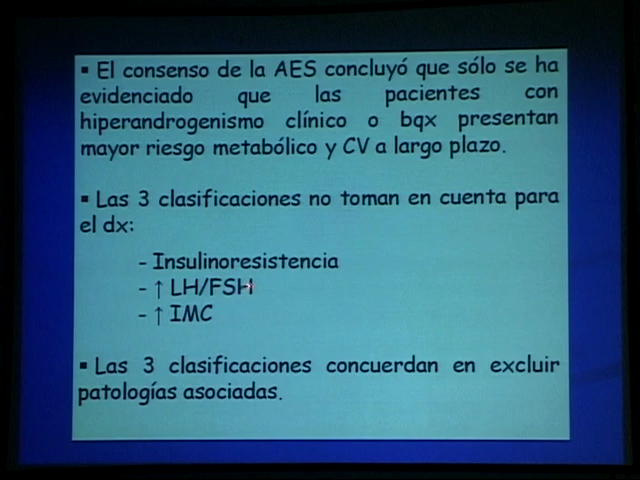 ▪ El consenso de la AES concluyó que sólo se ha
evidenciado que las pacientes con
hiperandrogenismo clínico o bqx presentan
mayor riesgo metabólico y CV a largo plazo.
▪ Las 3 clasificaciones no toman en cuenta para
el dx:
- Insulinoresistencia
- ↑ LH/FSH
- ↑ IMC
▪ Las 3 clasificaciones concuerdan en excluir
patologías asociadas.